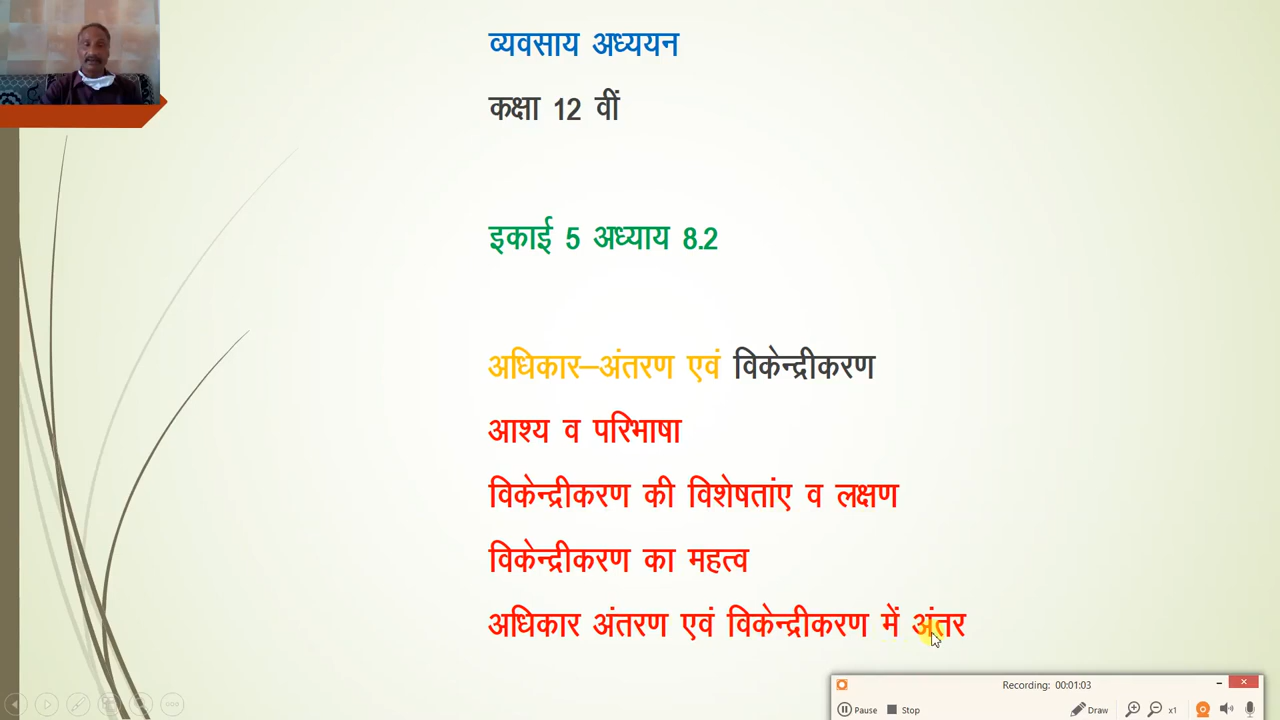 व्यवसाय अध्ययन
कक्षा 12 वीं
इकाई 5 अध्याय 8.2
अधिकार–अंतरण एवं विकेन्द्रीकरण
आश्य व परिभाषा
विकेन्द्रीकरण की विशेषतांए व लक्षण
विकेन्द्रीकरण का महत्व
अधिकार अंतरण एवं विकेन्द्रीकरण में अंतर
Recording: 00:01:03
Pause Stop Draw x1